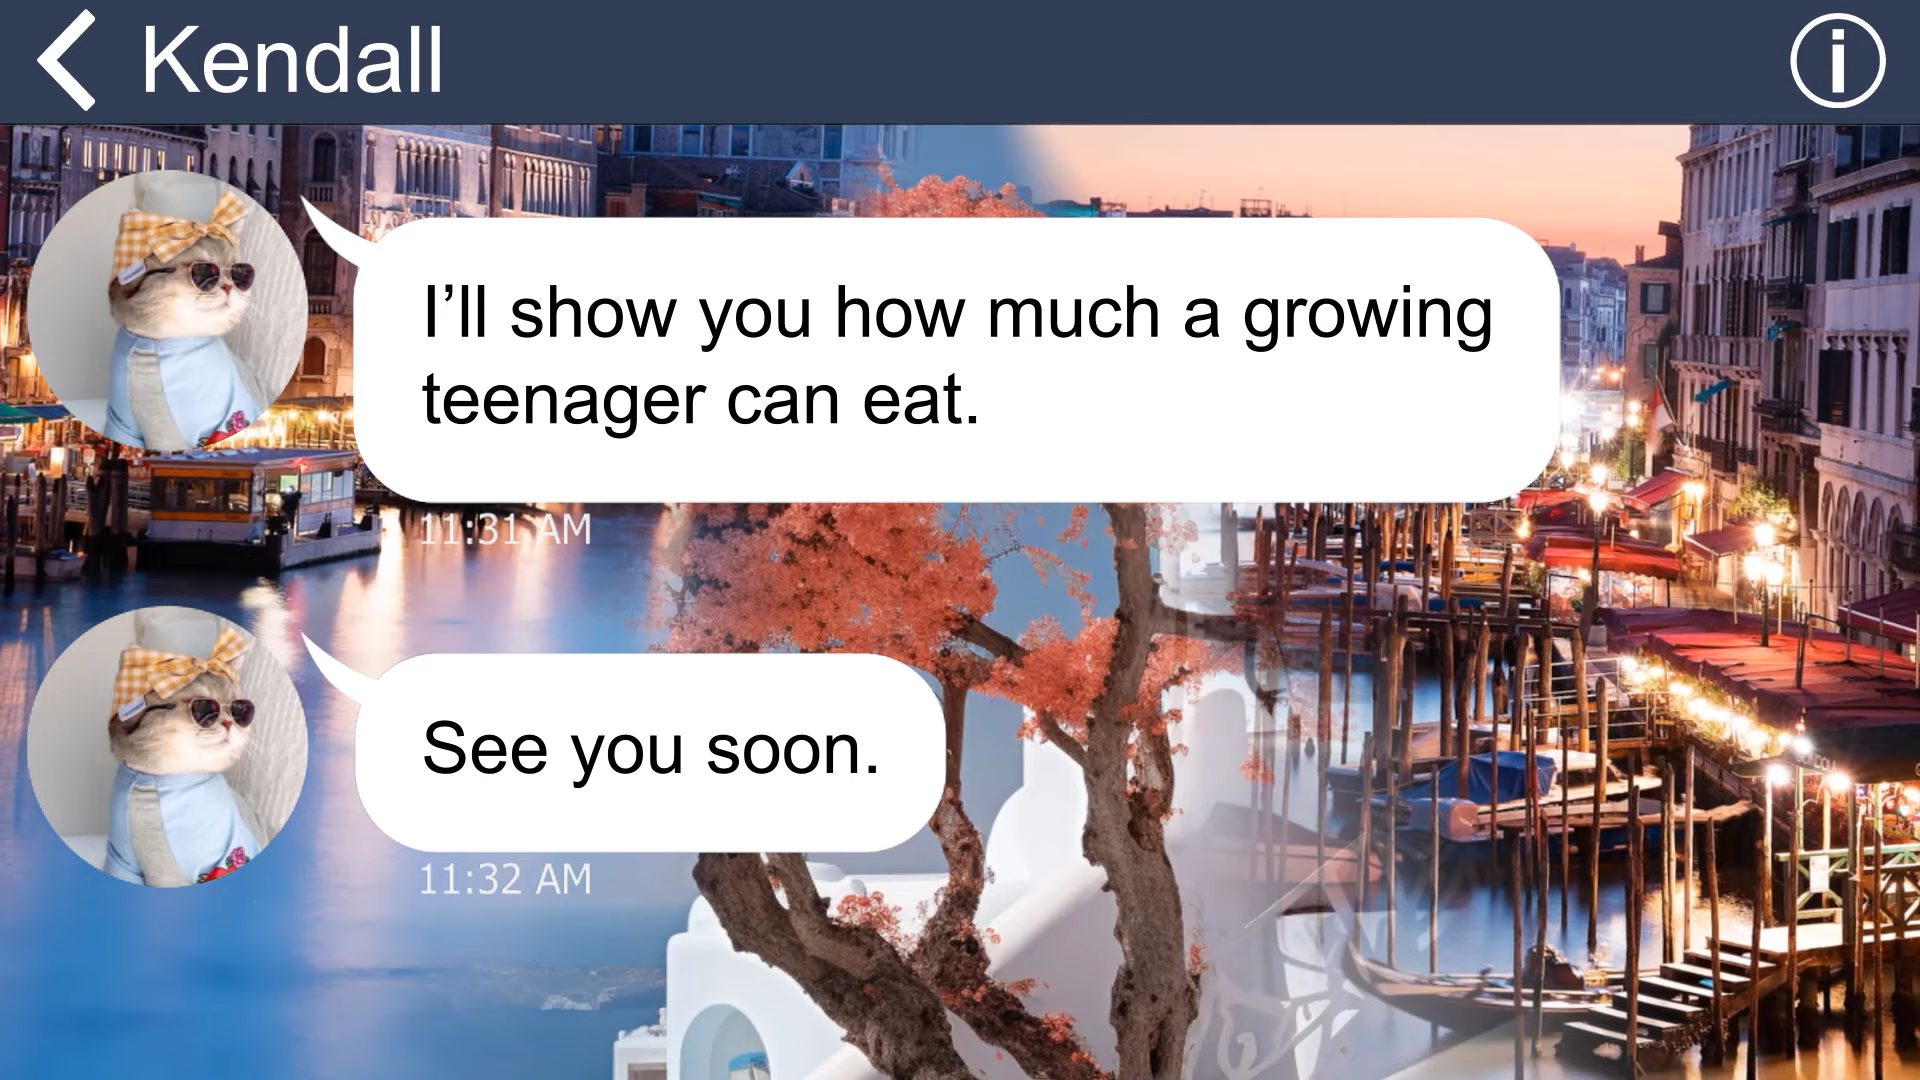 Kendall
I’ll show you how much a growing
teenager can eat.
11:31 AM
See you soon.
11:32 AM